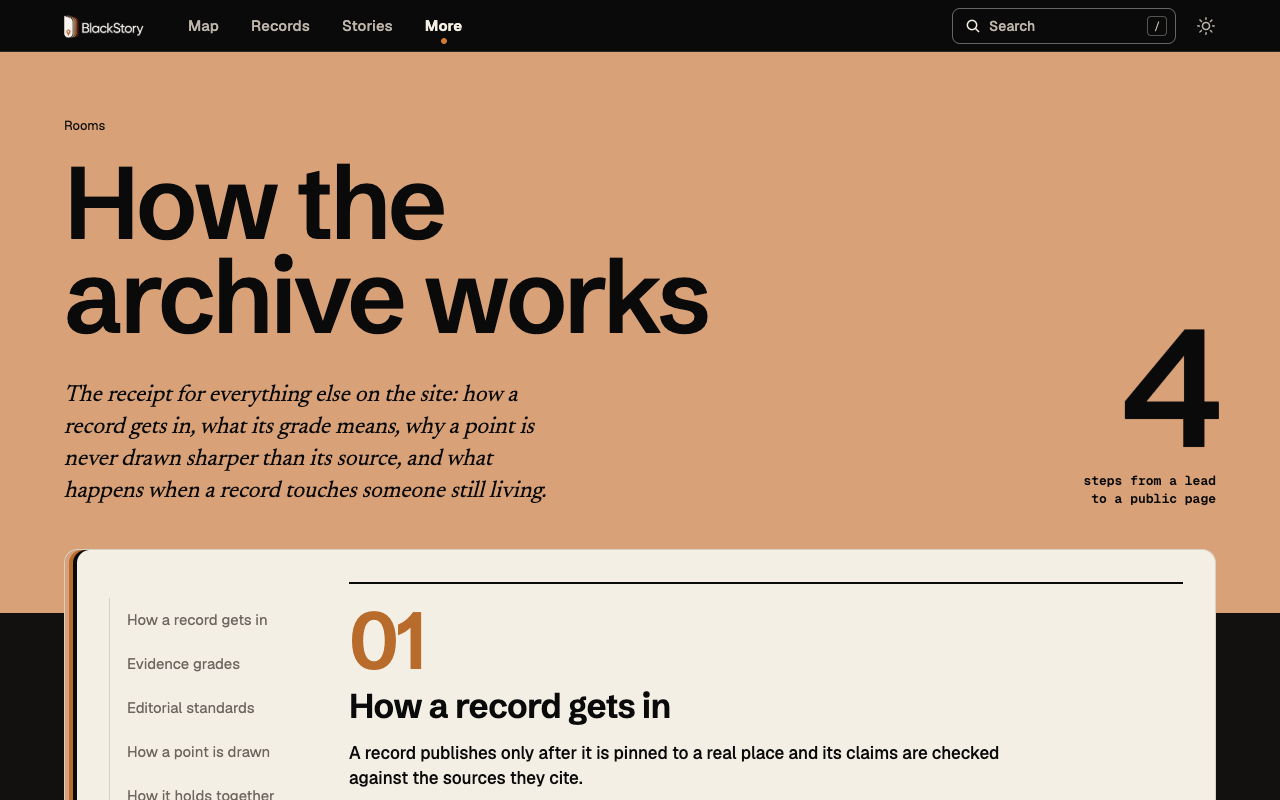 BlackStory
Map
Records
Stories
More
Search
/
Rooms
How the
archive works
The receipt for everything else on the site: how a
record gets in, what its grade means, why a point is
never drawn sharper than its source, and what
happens when a record touches someone still living.
4
steps from a lead
to a public page
How a record gets in
Evidence grades
Editorial standards
How a point is drawn
How it holds together
01
How a record gets in
A record publishes only after it is pinned to a real place and its claims are checked
against the sources they cite.